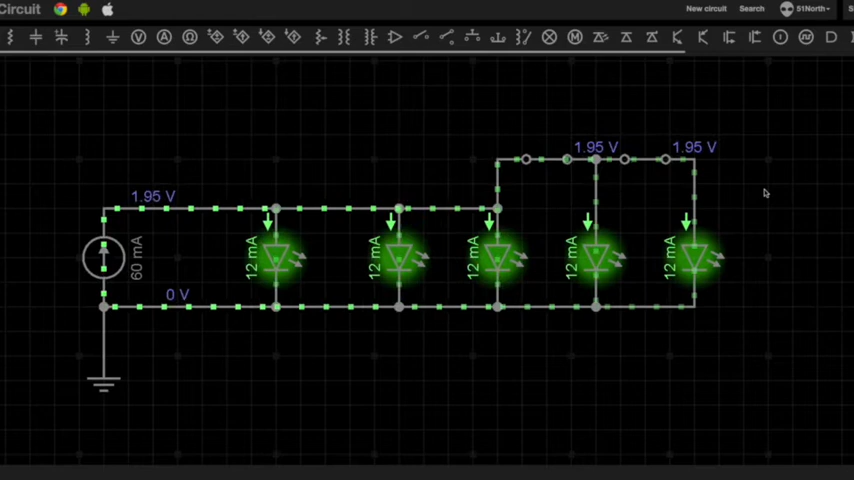 Circuit New circuit Search 51North
1.95 V 1.95 V
1.95 V
60 mA 12 mA 12 mA 12 mA 12 mA 12 mA
0 V